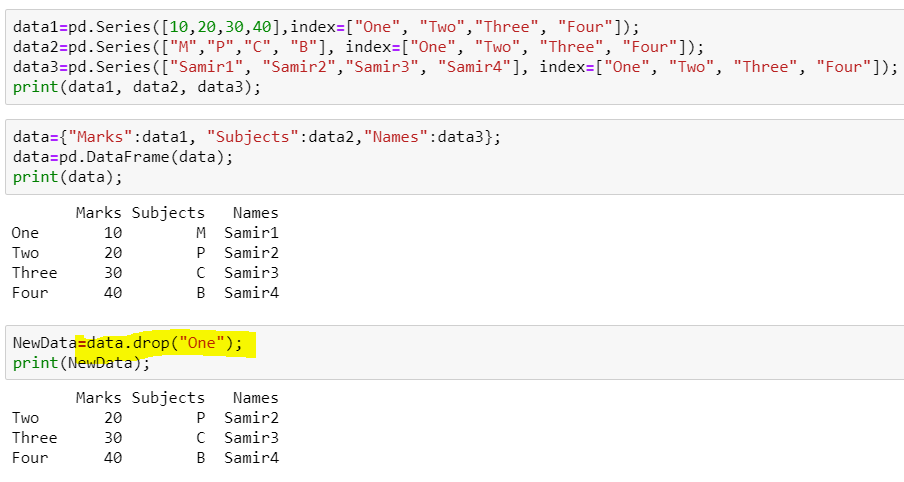 data1=pd.Series([10,20,30,40],index=["One", "Two","Three", "Four"]);
data2=pd.Series(["M","P","C", "B"], index=["One", "Two", "Three", "Four"]);
data3=pd.Series(["Samir1", "Samir2","Samir3", "Samir4"], index=["One", "Two", "Three", "Four"]);
print(data1, data2, data3);
data={"Marks":data1, "Subjects":data2,"Names":data3};
data=pd.DataFrame(data);
print(data);
Marks Subjects Names
One 10 M Samir1
Two 20 P Samir2
Three 30 C Samir3
Four 40 B Samir4
NewData=data.drop("One");
print(NewData);
Marks Subjects Names
Two 20 P Samir2
Three 30 C Samir3
Four 40 B Samir4